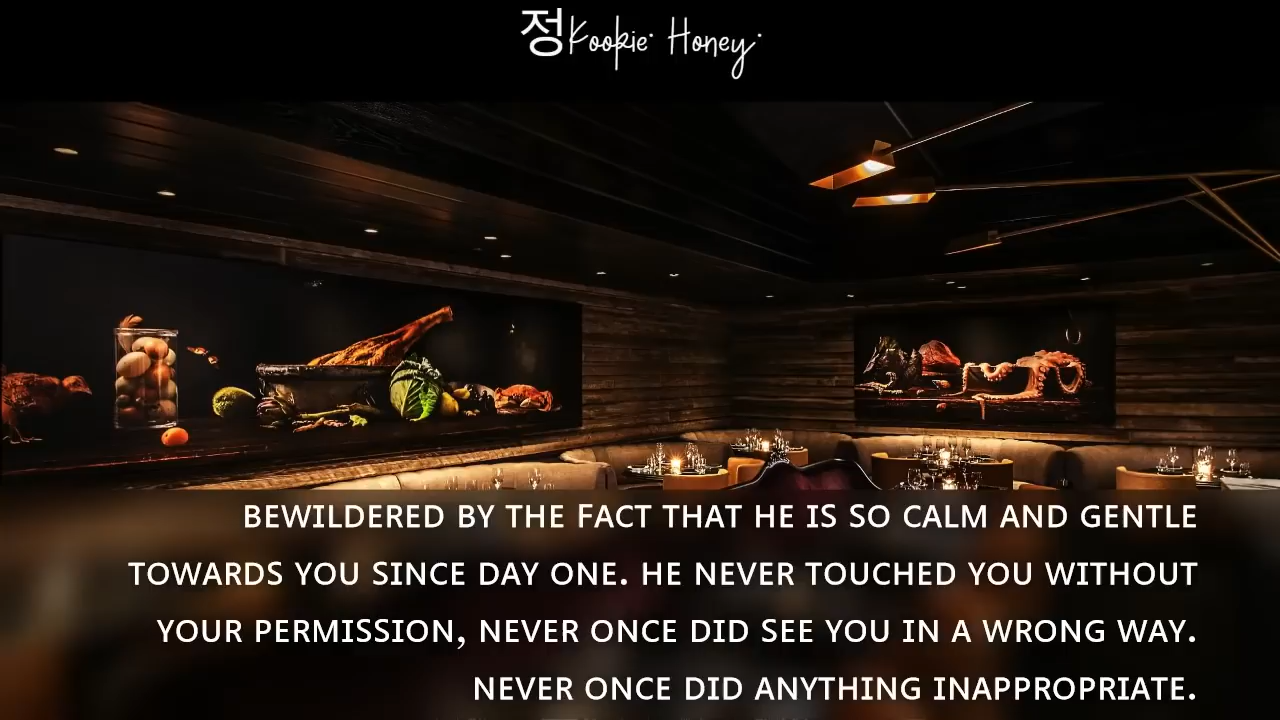 정Kookie Honey
BEWILDERED BY THE FACT THAT HE IS SO CALM AND GENTLE
TOWARDS YOU SINCE DAY ONE. HE NEVER TOUCHED YOU WITHOUT
YOUR PERMISSION, NEVER ONCE DID SEE YOU IN A WRONG WAY.
NEVER ONCE DID ANYTHING INAPPROPRIATE.